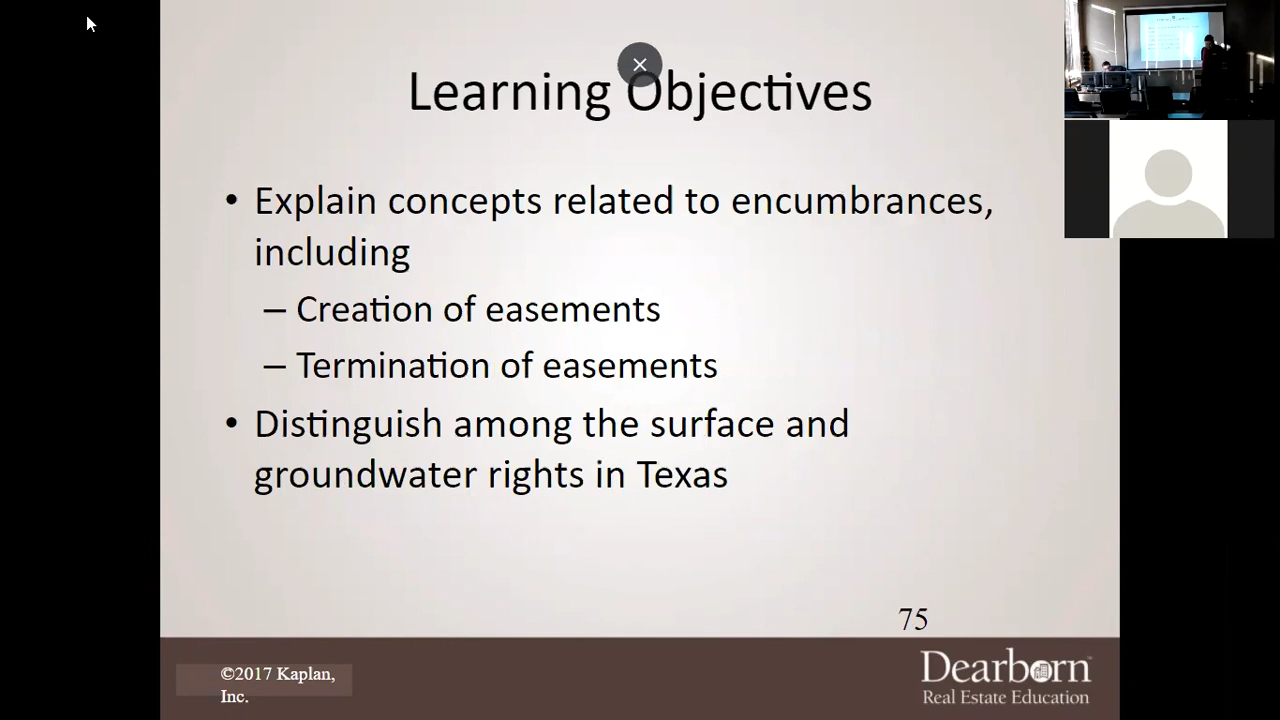 Learning Objectives
• Explain concepts related to encumbrances,
including
– Creation of easements
– Termination of easements
• Distinguish among the surface and
groundwater rights in Texas
75
©2017 Kaplan,
Inc.
Dearborn™
Real Estate Education